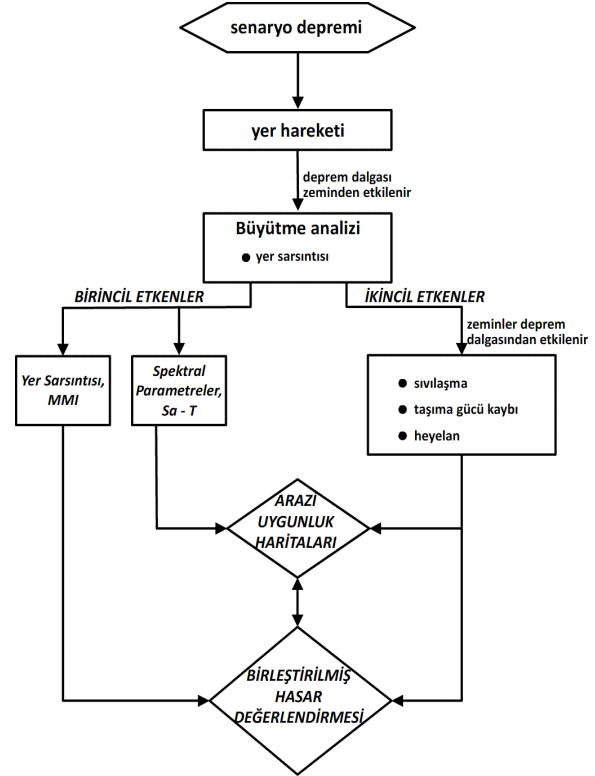 senaryo depremi
yer hareketi
deprem dalgası
zeminden etkilenir
Büyütme analizi
● yer sarsıntısı
BİRİNCİL ETKENLER
İKİNCİL ETKENLER
zeminler deprem
dalgasından etkilenir
Yer Sarsıntısı,
MMI
Spektral
Parametreler,
Sa - T
● sıvılaşma
● taşıma gücü kaybı
● heyelan
ARAZİ
UYGUNLUK
HARİTALARI
BİRLEŞTİRİLMİŞ
HASAR
DEĞERLENDİRMESİ